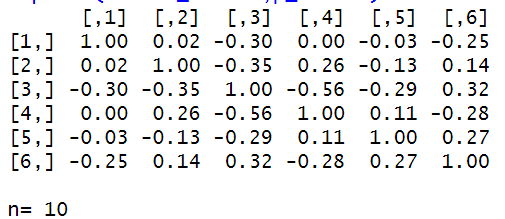 [,1] [,2] [,3] [,4] [,5] [,6]
[1,] 1.00 0.02 -0.30 0.00 -0.03 -0.25
[2,] 0.02 1.00 -0.35 0.26 -0.13 0.14
[3,] -0.30 -0.35 1.00 -0.56 -0.29 0.32
[4,] 0.00 0.26 -0.56 1.00 0.11 -0.28
[5,] -0.03 -0.13 -0.29 0.11 1.00 0.27
[6,] -0.25 0.14 0.32 -0.28 0.27 1.00
n= 10